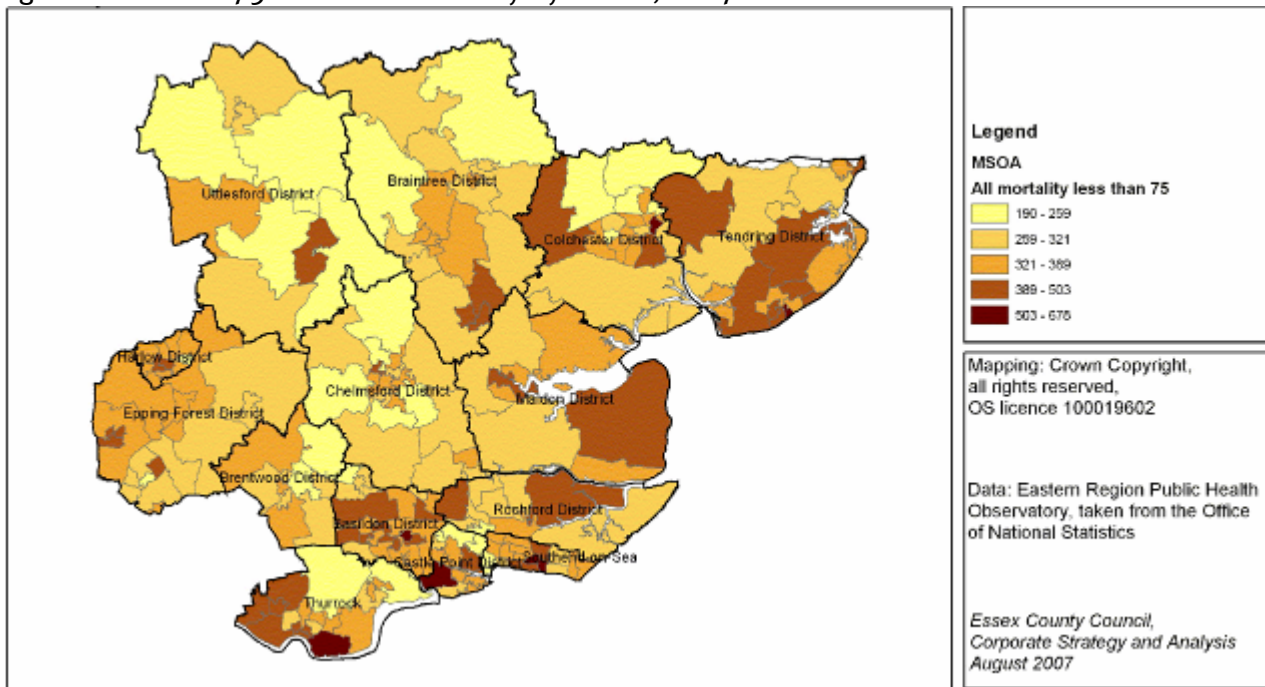 Legend
MSOA
All mortality less than 75
190 - 259
259 - 321
321 - 389
389 - 503
503 - 678
Mapping: Crown Copyright,
all rights reserved,
OS licence 100019602
Data: Eastern Region Public Health
Observatory, taken from the Office
of National Statistics
Essex County Council,
Corporate Strategy and Analysis
August 2007
Uttlesford District
Braintree District
Colchester District
Tendring District
Harlow District
Epping Forest District
Chelmsford District
Maldon District
Brentwood District
Basildon District
Rochford District
Castle Point District
Southend-on-Sea
Thurrock